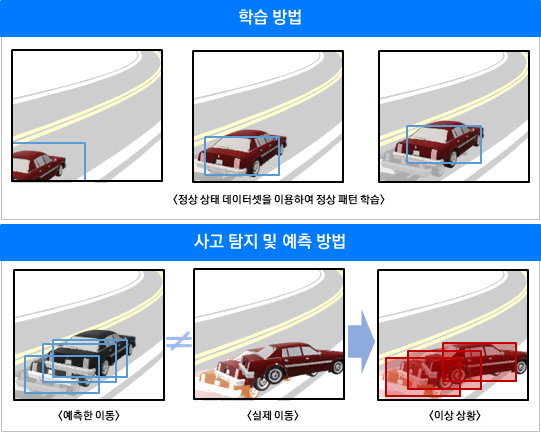 학습 방법
<정상 상태 데이터셋을 이용하여 정상 패턴 학습>
사고 탐지 및 예측 방법
≠
<예측한 이동>
<실제 이동>
<이상 상황>